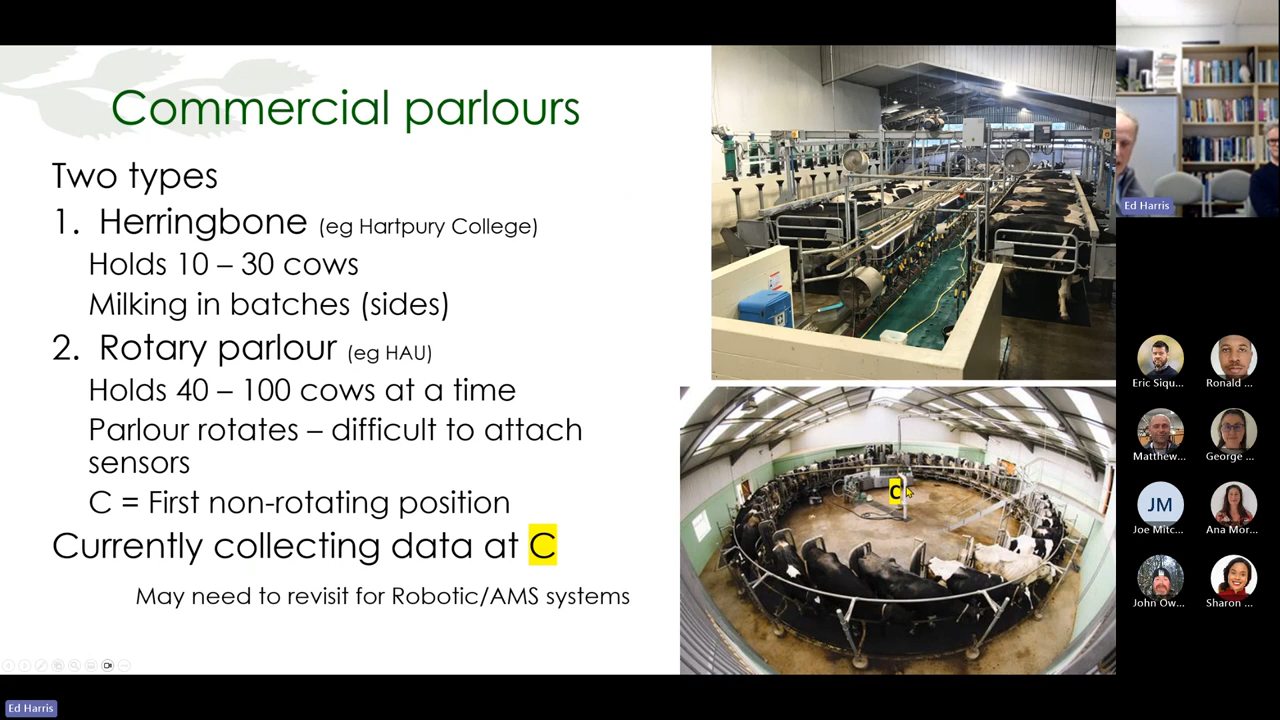 Commercial parlours
Two types
1. Herringbone (eg Hartpury College)
Holds 10 – 30 cows
Milking in batches (sides)
2. Rotary parlour (eg HAU)
Holds 40 – 100 cows at a time
Parlour rotates – difficult to attach
sensors
C = First non-rotating position
Currently collecting data at C
May need to revisit for Robotic/AMS systems
C
Ed Harris
Eric Siqu...
Ronald ...
Matthew...
George ...
JM
Joe Mitc...
Ana Mor...
John Ow...
Sharon ...
Ed Harris